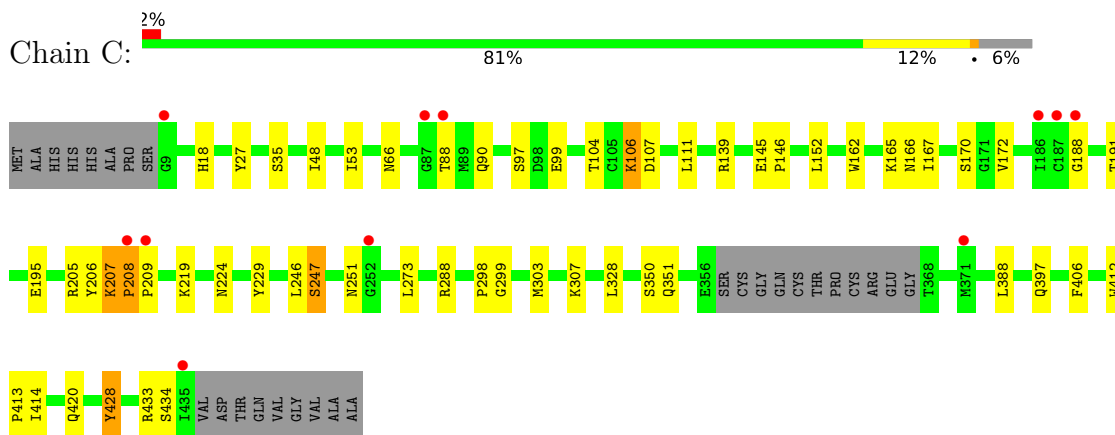 2%
Chain C:
81% 12% • 6%
MET ALA HIS HIS HIS ALA PRO SER G9 H18 Y27 S35 I48 I53 N66 G87 T88 M89 Q90 S97 D98 E99 T104 C105 K106 D107 L111 R139 E145 P146 L152 W162 K165 N166 I167 S170 G171 V172 I186 C187 G188 T191
E195 R205 Y206 K207 P208 P209 K219 N224 Y229 L246 S247 N251 G252 L273 R288 P298 G299 M303 K307 L328 S350 Q351 E356 SER CYS GLY GLN CYS THR PRO CYS ARG GLU GLY T368 M371 L388 Q397 F406 W412
P413 I414 Q420 Y428 R433 S434 I435 VAL ASP THR GLN VAL GLY VAL ALA ALA